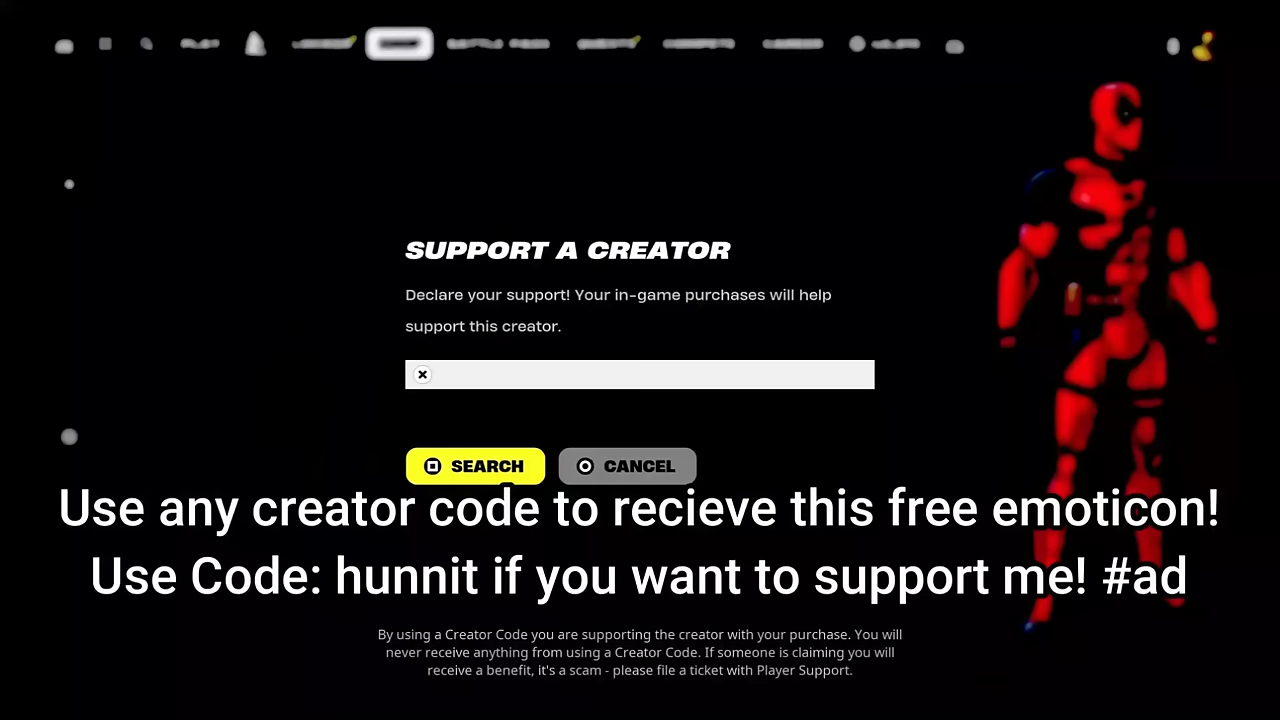 SUPPORT A CREATOR
Declare your support! Your in-game purchases will help
support this creator.
SEARCH CANCEL
Use any creator code to recieve this free emoticon!
Use Code: hunnit if you want to support me! #ad
By using a Creator Code you are supporting the creator with your purchase. You will
never receive anything from using a Creator Code. If someone is claiming you will
receive a benefit, it's a scam - please file a ticket with Player Support.